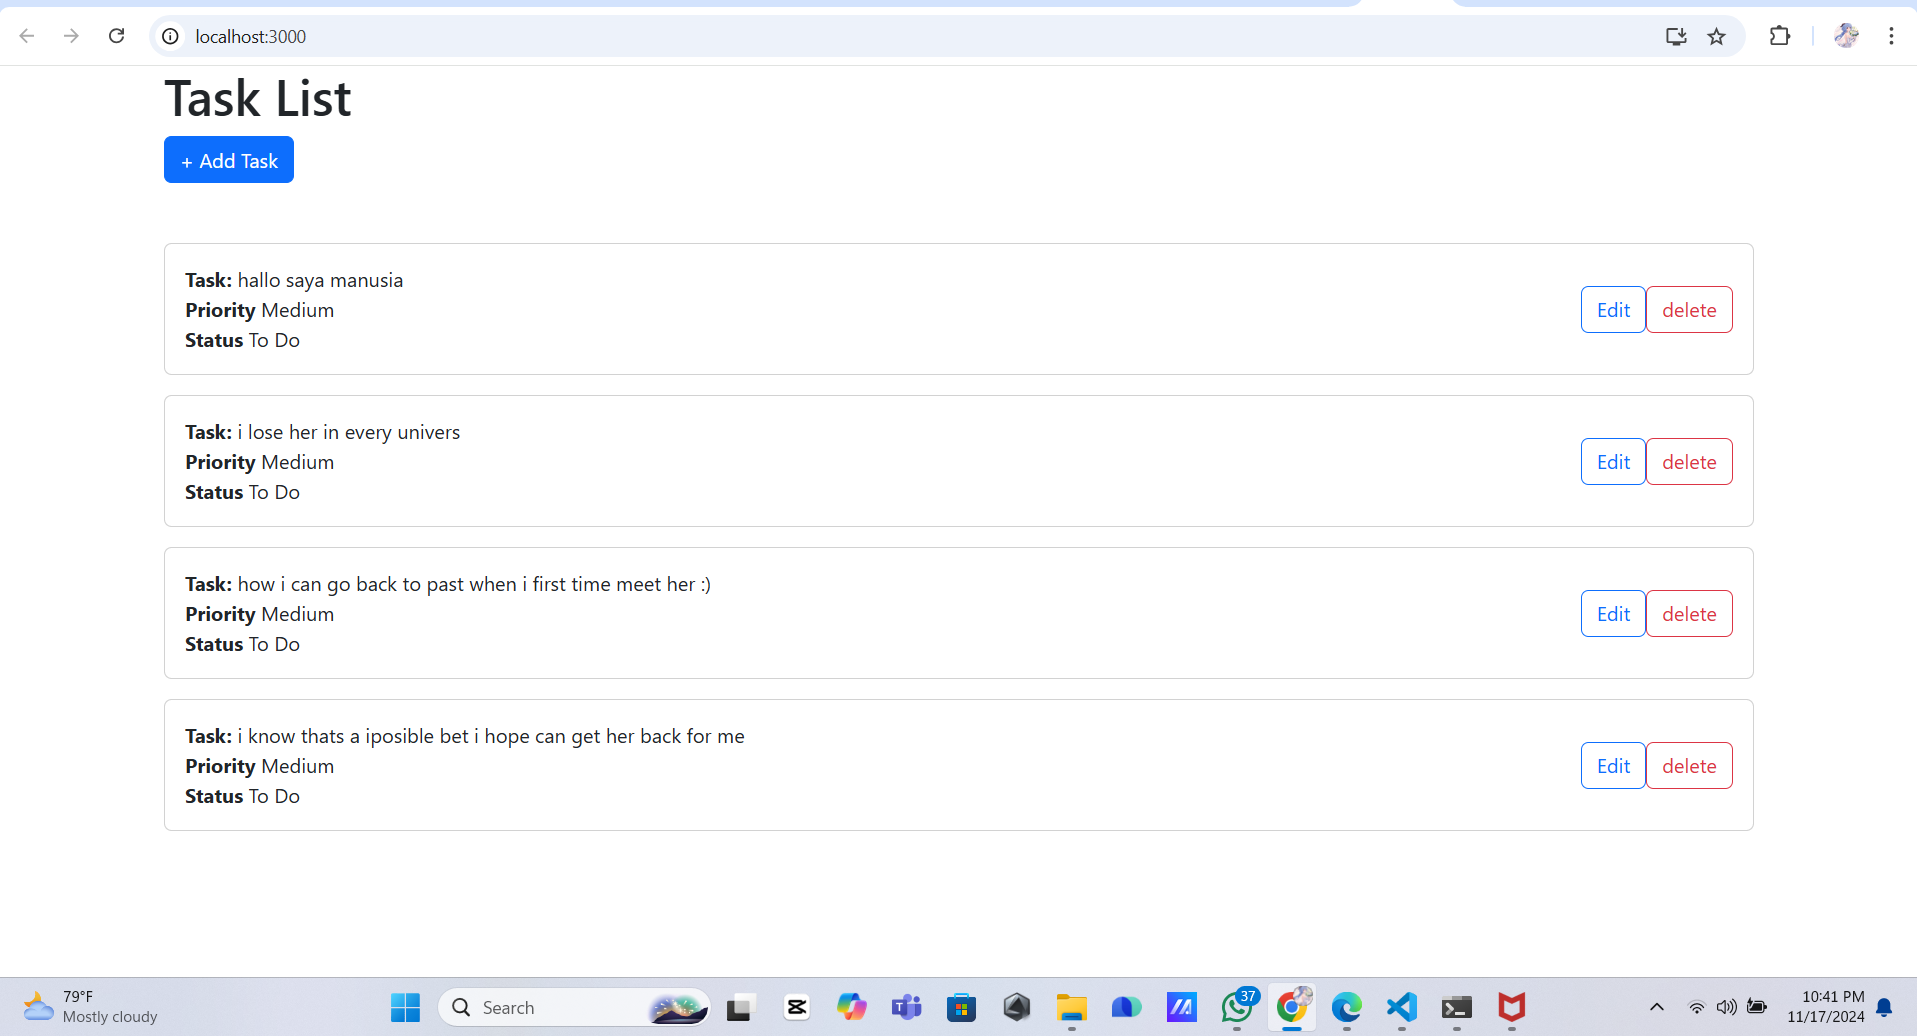 localhost:3000
Task List
+ Add Task
Task: hallo saya manusia
Priority Medium
Status To Do
Edit
delete
Task: i lose her in every univers
Priority Medium
Status To Do
Edit
delete
Task: how i can go back to past when i first time meet her :)
Priority Medium
Status To Do
Edit
delete
Task: i know thats a iposible bet i hope can get her back for me
Priority Medium
Status To Do
Edit
delete
79°F
Mostly cloudy
Search
37
10:41 PM
11/17/2024